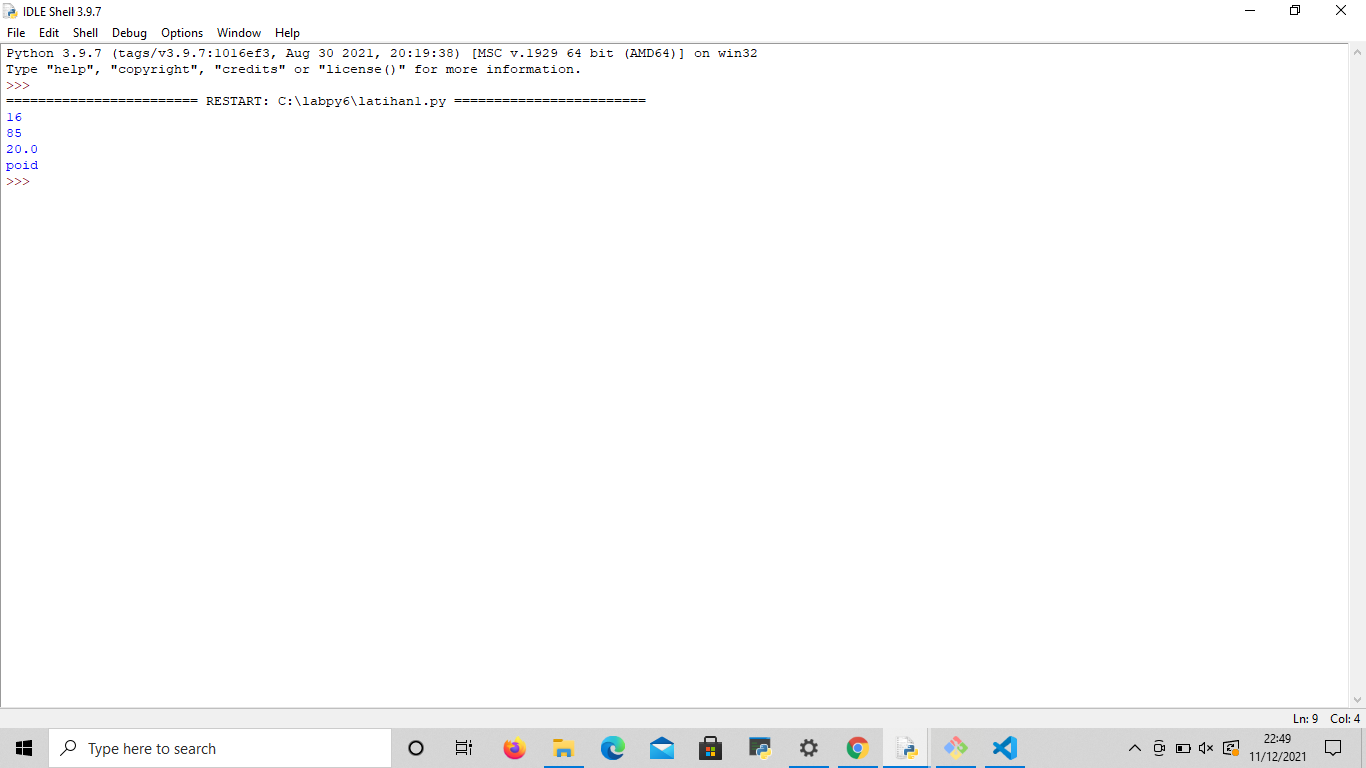 IDLE Shell 3.9.7
File Edit Shell Debug Options Window Help
Python 3.9.7 (tags/v3.9.7:1016ef3, Aug 30 2021, 20:19:38) [MSC v.1929 64 bit (AMD64)] on win32
Type "help", "copyright", "credits" or "license()" for more information.
>>>
======================== RESTART: C:\labpy6\latihan1.py ========================
16
85
20.0
poid
>>>
Ln: 9 Col: 4
Type here to search
22:49
11/12/2021